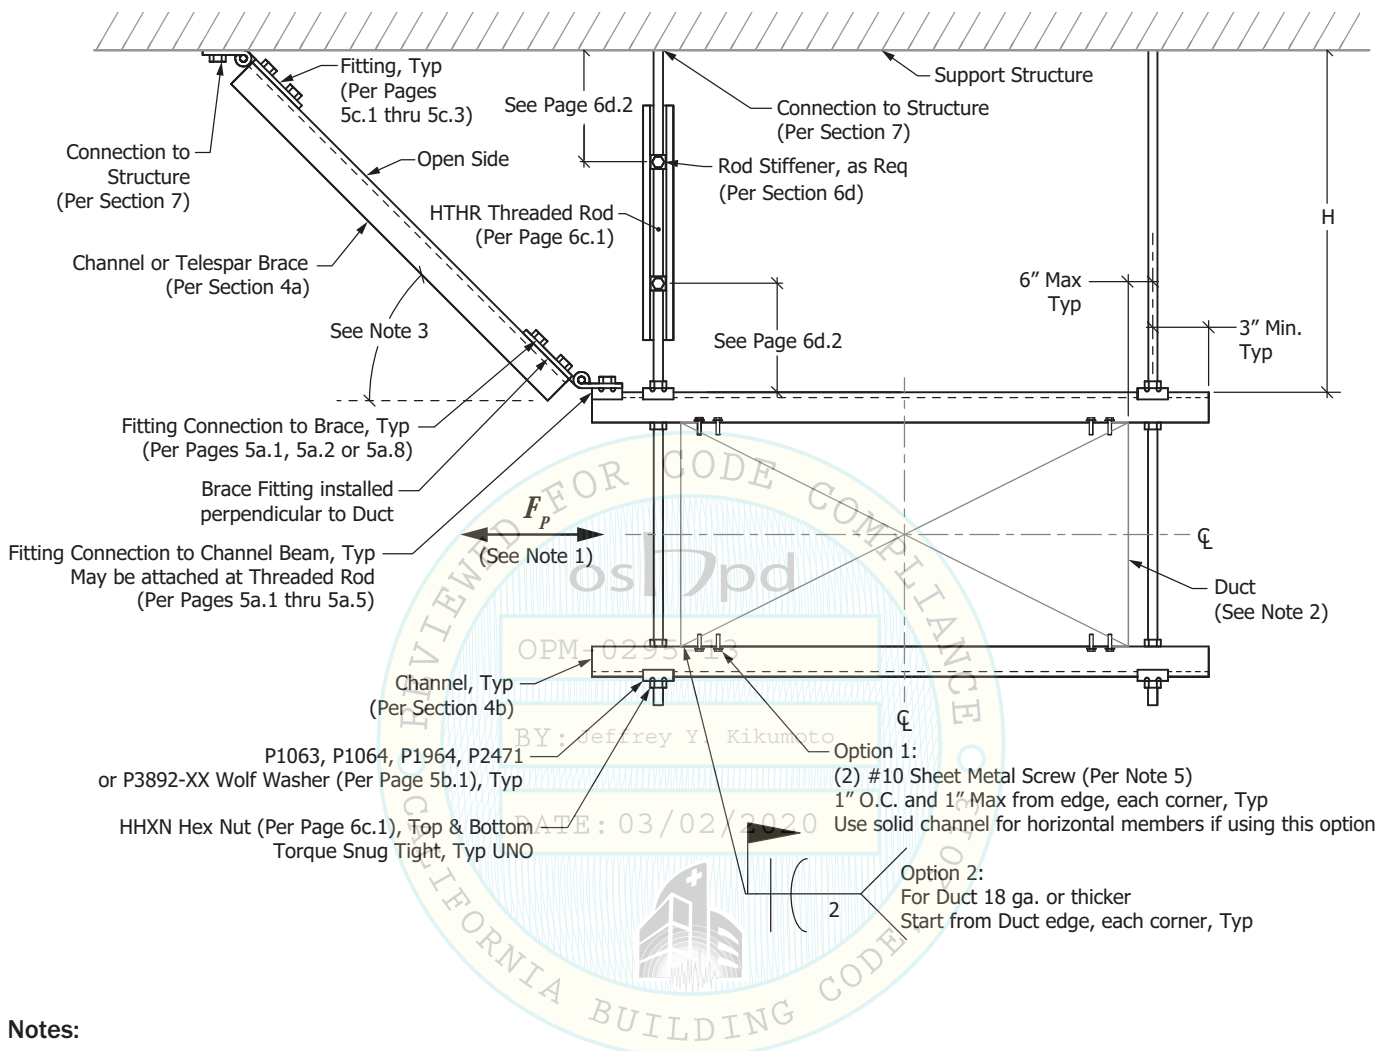 Fitting, Typ
(Per Pages
5c.1 thru 5c.3)
See Page 6d.2
Support Structure
Connection to Structure
(Per Section 7)
Connection to
Structure
(Per Section 7)
Open Side
Rod Stiffener, as Req
(Per Section 6d)
HTHR Threaded Rod
(Per Page 6c.1)
H
Channel or Telespar Brace
(Per Section 4a)
6” Max
Typ
See Note 3
See Page 6d.2
3” Min.
Typ
Fitting Connection to Brace, Typ
(Per Pages 5a.1, 5a.2 or 5a.8)
Brace Fitting installed
perpendicular to Duct
Fp
(See Note 1)
℄
Fitting Connection to Channel Beam, Typ
May be attached at Threaded Rod
(Per Pages 5a.1 thru 5a.5)
Duct
(See Note 2)
REVIEWED FOR CODE COMPLIANCE
oshpd
OPM-0295-13
Channel, Typ
(Per Section 4b)
℄
BY: Jeffrey Y. Kikumoto
P1063, P1064, P1964, P2471
or P3892-XX Wolf Washer (Per Page 5b.1), Typ
Option 1:
(2) #10 Sheet Metal Screw (Per Note 5)
1” O.C. and 1” Max from edge, each corner, Typ
Use solid channel for horizontal members if using this option
DATE: 03/02/2020
HHXN Hex Nut (Per Page 6c.1), Top & Bottom
Torque Snug Tight, Typ UNO
2
Option 2:
For Duct 18 ga. or thicker
Start from Duct edge, each corner, Typ
CALIFORNIA BUILDING CODE
Notes: